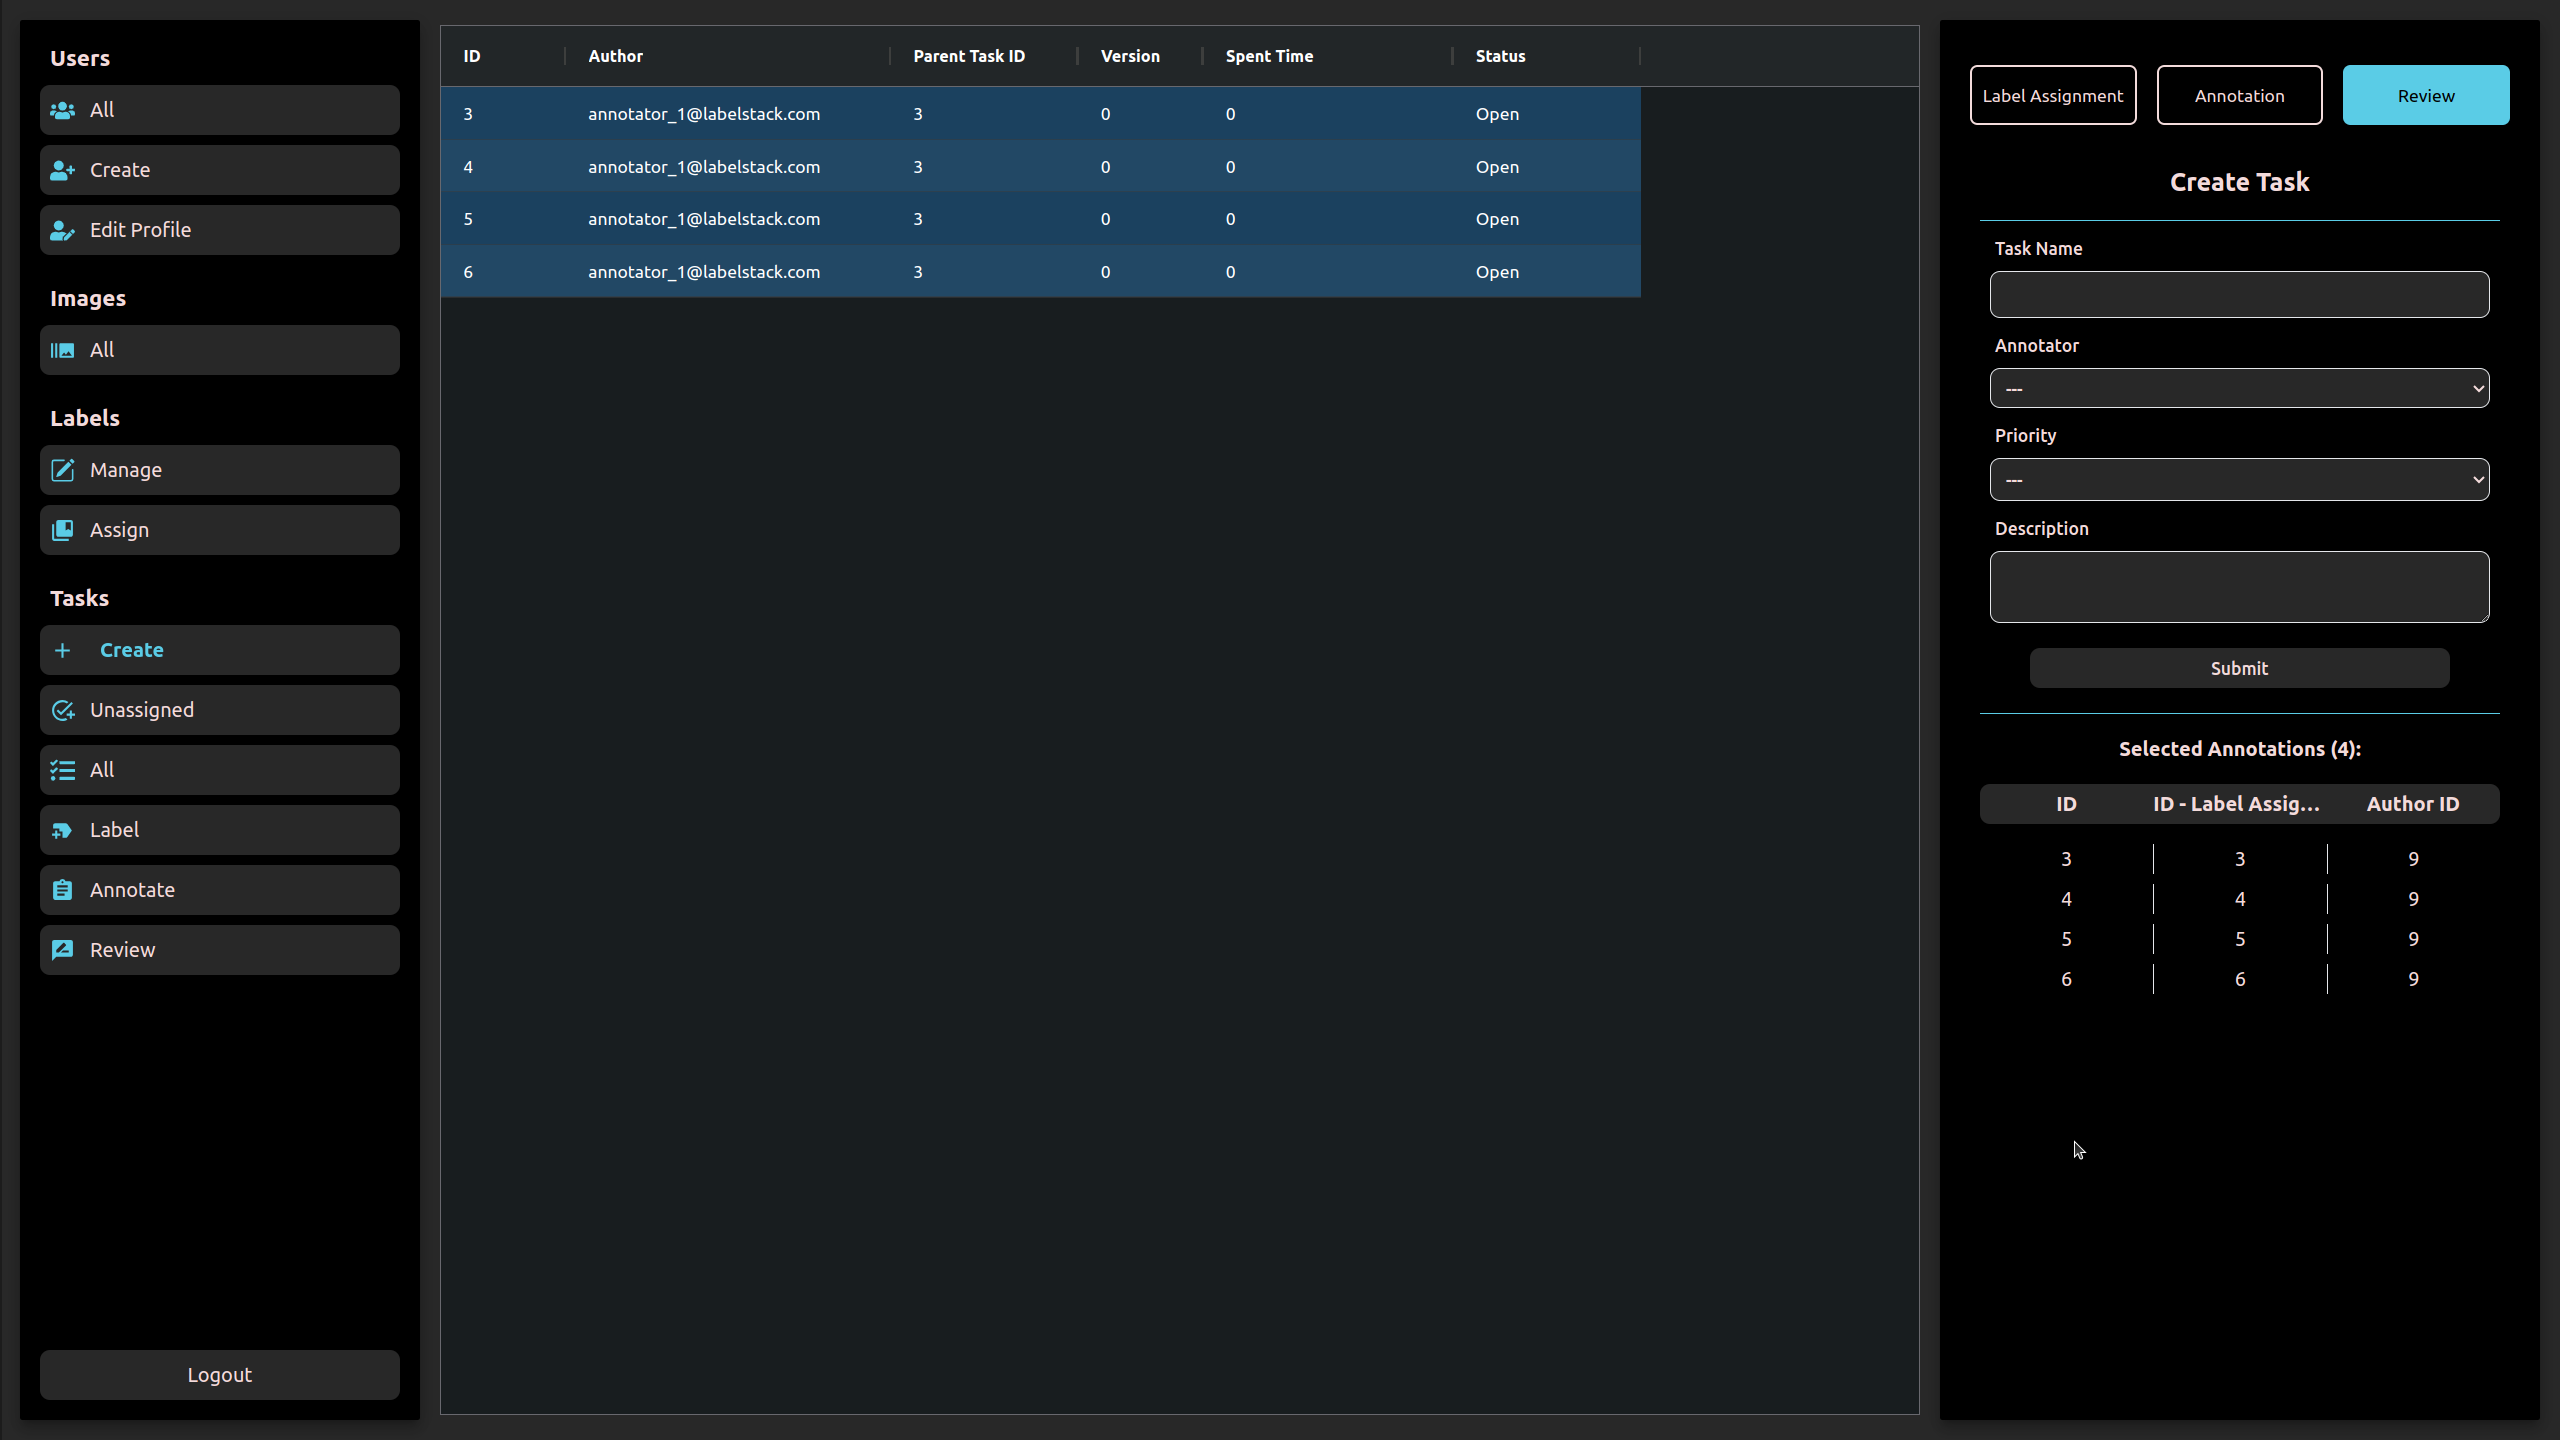 Users
All
Create
Edit Profile
Images
All
Labels
Manage
Assign
Tasks
Create
Unassigned
All
Label
Annotate
Review
Logout
ID Author Parent Task ID Version Spent Time Status
3 annotator_1@labelstack.com 3 0 0 Open
4 annotator_1@labelstack.com 3 0 0 Open
5 annotator_1@labelstack.com 3 0 0 Open
6 annotator_1@labelstack.com 3 0 0 Open
Label Assignment Annotation Review
Create Task
Task Name
Annotator
---
Priority
---
Description
Submit
Selected Annotations (4):
ID ID - Label Assig... Author ID
3 3 9
4 4 9
5 5 9
6 6 9